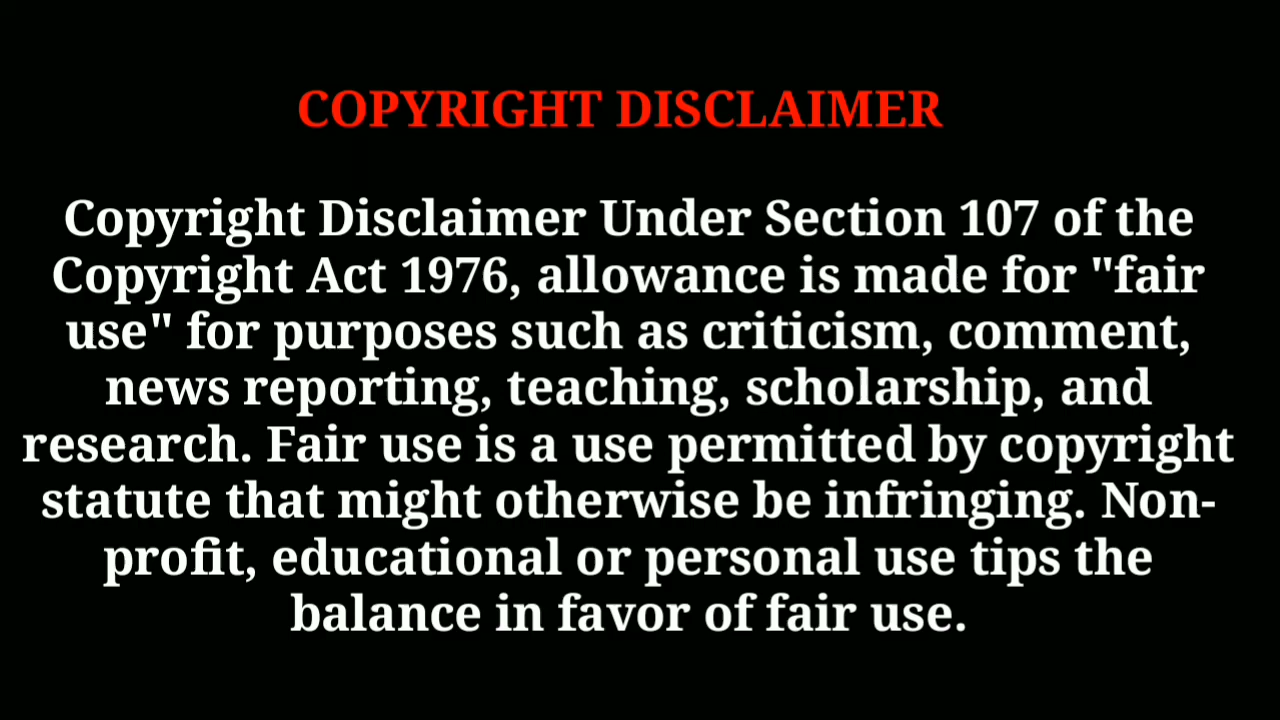 COPYRIGHT DISCLAIMER
Copyright Disclaimer Under Section 107 of the
Copyright Act 1976, allowance is made for "fair
use" for purposes such as criticism, comment,
news reporting, teaching, scholarship, and
research. Fair use is a use permitted by copyright
statute that might otherwise be infringing. Non-
profit, educational or personal use tips the
balance in favor of fair use.